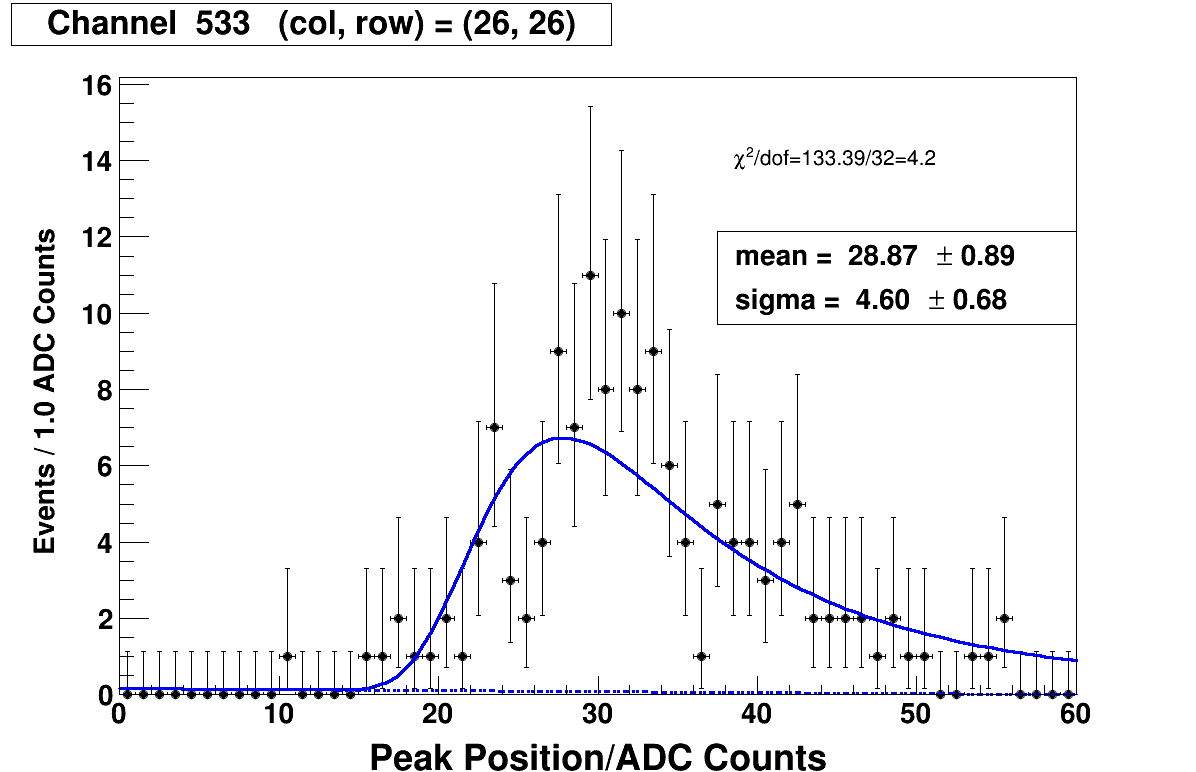 Channel 533 (col, row) = (26, 26)
16
14
12
10
8
6
4
2
0
Events / 1.0 ADC Counts
χ²/dof=133.39/32=4.2
mean = 28.87 ± 0.89
sigma = 4.60 ± 0.68
0 10 20 30 40 50 60
Peak Position/ADC Counts